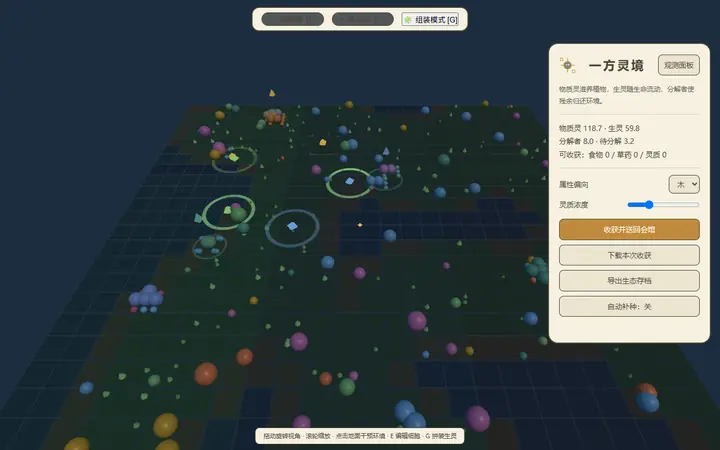 组装模式 [G]
一方灵境
观测面板
物质灵滋养植物，生灵随生命流动，分解者使
残余归还环境。
物质灵 118.7 · 生灵 59.8
分解者 8.0 · 待分解 3.2
可收获：食物 0 / 草药 0 / 灵质 0
属性偏向
木
灵质浓度
收获并送回会馆
下载本次收获
导出生态存档
自动补种：关
拖动旋转视角 · 滚轮缩放 · 点击地面干预环境 · E 编辑细胞 · G 拼装生灵